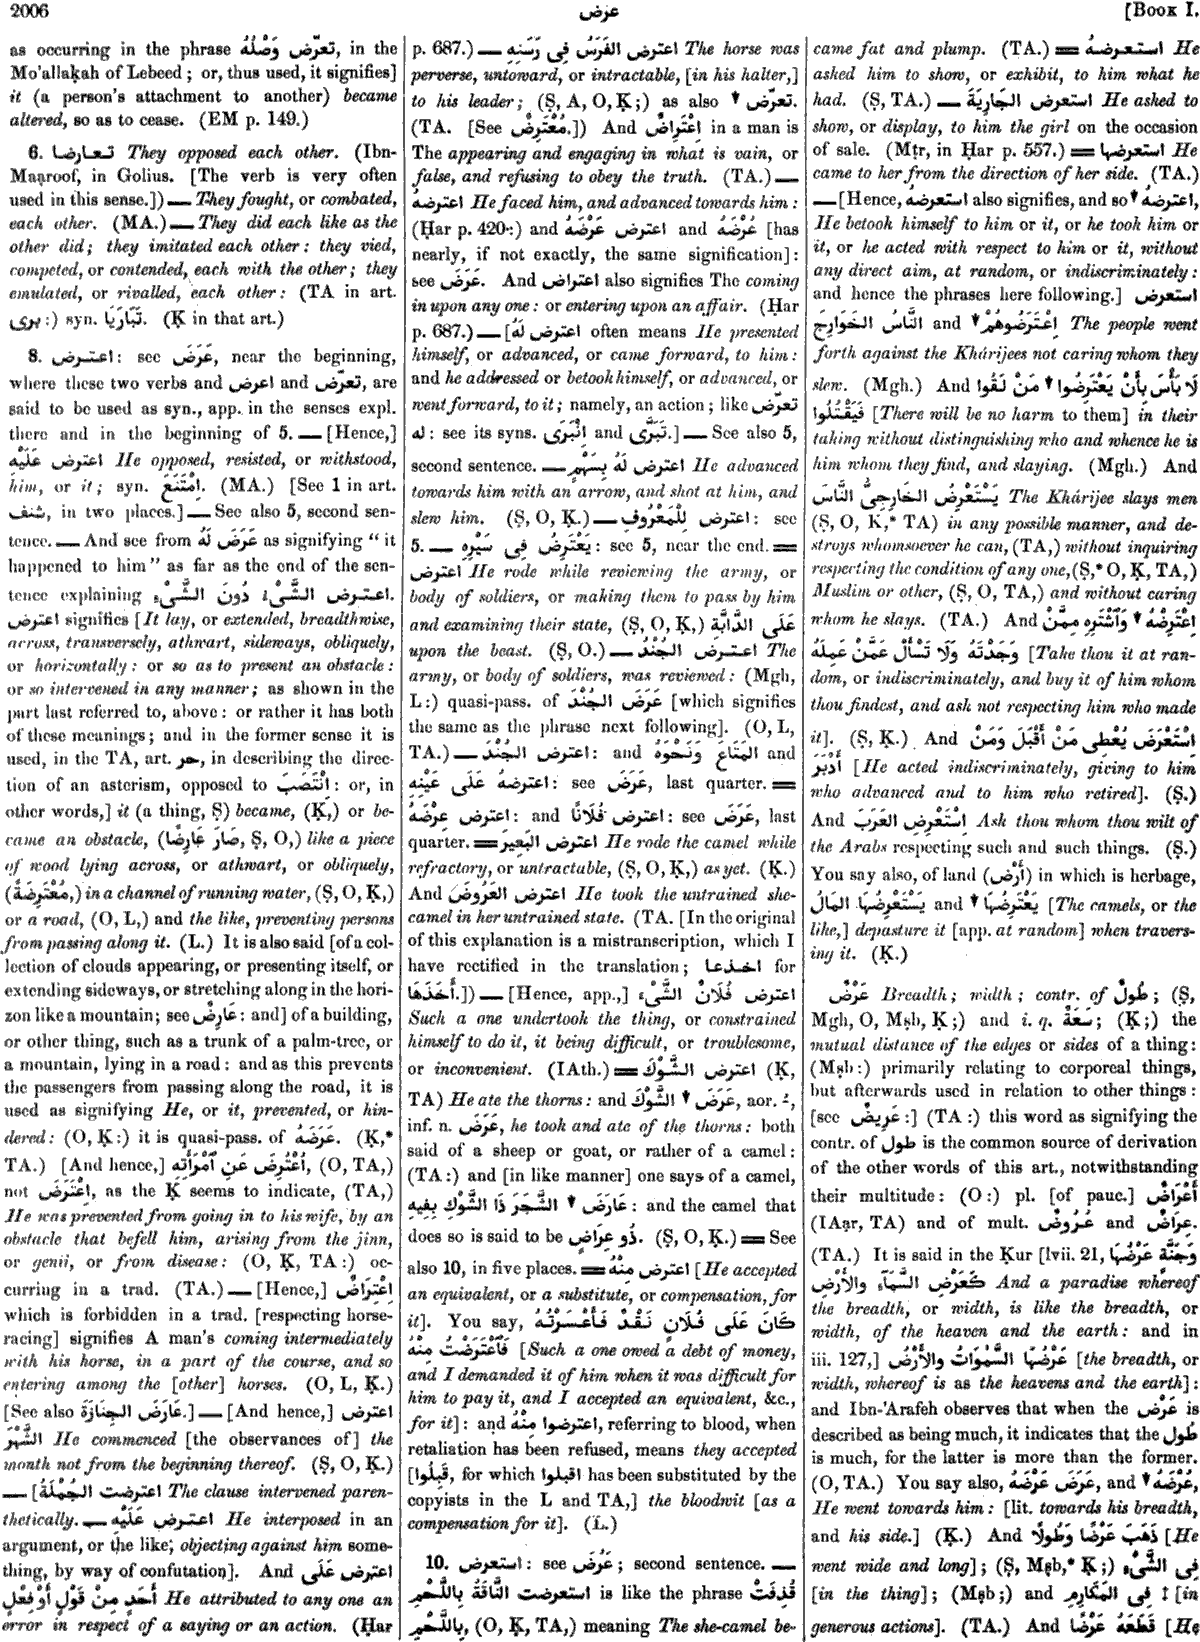 2006
عرض
[BOOK I.
as occurring in the phrase تَعَرَّضَ وَصْلُهُ, in the
Mo'allaḳah of Lebeed ; or, thus used, it signifies]
it (a person's attachment to another) became
altered, so as to cease. (EM p. 149.)
6. تعارضا They opposed each other. (Ibn-
Maạroof, in Golius. [The verb is very often
used in this sense.]) — They fought, or combated,
each other. (MA.) — They did each like as the
other did ; they imitated each other : they vied,
competed, or contended, each with the other ; they
emulated, or rivalled, each other : (TA in art.
برى :) syn. تَبَارَيَا. (Ḳ in that art.)
8. اعترض : see عَرَضَ, near the beginning,
where these two verbs and اعرض and تعرّض, are
said to be used as syn., app. in the senses expl.
there and in the beginning of 5. — [Hence,]
اعترض عَلَيْهِ He opposed, resisted, or withstood,
him, or it ; syn. اِمْتَنَعَ. (MA.) [See 1 in art.
شنف, in two places.] — See also 5, second sen-
tence. — And see from عَرَضَ لَهُ as signifying “ it
happened to him ” as far as the end of the sen-
tence explaining اعترض الشَّىْءُ دُونَ الشَّىْءِ.
اعترض signifies [It lay, or extended, breadthwise,
across, transversely, athwart, sideways, obliquely,
or horizontally : or so as to present an obstacle :
or so intervened in any manner ; as shown in the
part last referred to, above : or rather it has both
of these meanings ; and in the former sense it is
used, in the TA, art. حر, in describing the direc-
tion of an asterism, opposed to اِنْتَصَبَ : or, in
other words,] it (a thing, Ṣ) became, (Ḳ,) or be-
came an obstacle, (صَارَ عَارِضًا, Ṣ, O,) like a piece
of wood lying across, or athwart, or obliquely,
(مُعْتَرِضَةً,) in a channel of running water, (Ṣ, O, Ḳ,)
or a road, (O, L,) and the like, preventing persons
from passing along it. (L.) It is also said [of a col-
lection of clouds appearing, or presenting itself, or
extending sideways, or stretching along in the hori-
zon like a mountain ; see عَارِضٌ : and] of a building,
or other thing, such as a trunk of a palm-tree, or
a mountain, lying in a road : and as this prevents
the passengers from passing along the road, it is
used as signifying He, or it, prevented, or hin-
dered : (O, Ḳ :) it is quasi-pass. of عَرَضَهُ. (Ḳ,*
TA.) [And hence,] اُعْتُرِضَ عَنِ ٱمْرَأَتِهِ, (O, TA,)
not اِعْتَرَضَ, as the Ḳ seems to indicate, (TA,)
He was prevented from going in to his wife, by an
obstacle that befell him, arising from the jinn,
or genii, or from disease : (O, Ḳ, TA :) oc-
curring in a trad. (TA.) — [Hence,] اِعْتِرَاضٌ
which is forbidden in a trad. [respecting horse-
racing] signifies A man's coming intermediately
with his horse, in a part of the course, and so
entering among the [other] horses. (O, L, Ḳ.)
[See also عَارَضَ الجِنَازَةَ.] — [And hence,] اعترض
الشَّهْرَ He commenced [the observances of] the
month not from the beginning thereof. (Ṣ, O, Ḳ.)
— [اعترضت الجُمْلَةُ The clause intervened paren-
thetically. — اعترض عَلَيْهِ He interposed in an
argument, or the like, objecting against him some-
thing, by way of confutation]. And اعترض عَلَى
أَحَدٍ مِنْ قَوْلٍ أَوْ فِعْلٍ He attributed to any one an
error in respect of a saying or an action. (Ḥar
p. 687.) — اعترض الفَرَسُ فِى رَسَنِهِ The horse was
perverse, untoward, or intractable, [in his halter,]
to his leader ; (Ṣ, A, O, Ḳ ;) as also ▼ تعرّض.
(TA. [See مُعْتَرِضٌ.]) And اِعْتِرَاضٌ in a man is
The appearing and engaging in what is vain, or
false, and refusing to obey the truth. (TA.) —
اعترضهُ He faced him, and advanced towards him :
(Ḥar p. 420 :) and اعترض عَرْضَهُ and عُرْضَهُ [has
nearly, if not exactly, the same signification] :
see عَرَضَ. And اعتراض also signifies The coming
in upon any one : or entering upon an affair. (Ḥar
p. 687.) — [اعترض لَهُ often means He presented
himself, or advanced, or came forward, to him :
and he addressed or betook himself, or advanced, or
went forward, to it ; namely, an action ; like تعرّض
له : see its syns. اِنْبَرَى and تَبَرَّى.] — See also 5,
second sentence. — اعترض لَهُ بِسَهْمٍ He advanced
towards him with an arrow, and shot at him, and
slew him. (Ṣ, O, Ḳ.) — اعترض لِلْمَعْرُوفِ : see
5. — يَعْتَرِضُ فِى سَيْرِهِ : see 5, near the end. =
اعترض He rode while reviewing the army, or
body of soldiers, or making them to pass by him
and examining their state, (Ṣ, O, Ḳ,) عَلَى الدَّابَّةِ
upon the beast. (Ṣ, O.) — اعترض الجُنْدُ The
army, or body of soldiers, was reviewed : (Mgh,
L :) quasi-pass. of عَرَضَ الجُنْدَ [which signifies
the same as the phrase next following]. (O, L,
TA.) — اعترض الجُنْدَ : and المَتَاعَ وَنَحْوَهُ and
اعترضهُ عَلَى عَيْنِهِ : see عَرَضَ, last quarter. =
اعترض عِرْضَهُ : and اعترض فُلَانًا : see عَرَضَ, last
quarter. = اعترض البَعِيرَ He rode the camel while
refractory, or untractable, (Ṣ, O, Ḳ,) as yet. (Ḳ.)
And اعترض العَرُوضَ He took the untrained she-
camel in her untrained state. (TA. [In the original
of this explanation is a mistranscription, which I
have rectified in the translation ; اخذعا for
أَخَذَهَا.]) — [Hence, app.,] اعترض فُلَانٌ الشَّىْءَ
Such a one undertook the thing, or constrained
himself to do it, it being difficult, or troublesome,
or inconvenient. (IAth.) = اعترض الشَّوْكَ (Ḳ,
TA) He ate the thorns : and عَرَضَ ▼ الشَّوْكَ, aor. ـِ,
inf. n. عَرْضٌ, he took and ate of the thorns : both
said of a sheep or goat, or rather of a camel :
(TA :) and [in like manner] one says of a camel,
عَارَضَ ▼ الشَّجَرَ ذَا الشَّوْكِ بِفِيهِ : and the camel that
does so is said to be ذُو عِرَاضٍ. (Ṣ, O, Ḳ.) = See
also 10, in five places. = اعترض مِنْهُ [He accepted
an equivalent, or a substitute, or compensation, for
it]. You say, كَانَ عَلَى فُلَانٍ نَقْدٌ فَأَعْسَرْتُهُ
فَٱعْتَرَضْتُ مِنْهُ [Such a one owed a debt of money,
and I demanded it of him when it was difficult for
him to pay it, and I accepted an equivalent, &c.,
for it] : and اعترضوا مِنْهُ, referring to blood, when
retaliation has been refused, means they accepted
[قَبِلُوا, for which اقبلوا has been substituted by the
copyists in the L and TA,] the bloodwit [as a
compensation for it]. (L.)
10. استعرض : see عَرُضَ ; second sentence. —
استعرضت النَّاقَةُ بِاللَّحْمِ is like the phrase قُذِفَتْ
بِاللَّحْمِ, (O, Ḳ, TA,) meaning The she-camel be-
came fat and plump. (TA.) = استعرضهُ He
asked him to show, or exhibit, to him what he
had. (Ṣ, TA.) — استعرض الجَارِيَةَ He asked to
show, or display, to him the girl on the occasion
of sale. (Mṭr, in Ḥar p. 557.) = استعرضها He
came to her from the direction of her side. (TA.)
— [Hence, استعرضهُ also signifies, and so ▼ اعترضهُ,
He betook himself to him or it, or he took him or
it, or he acted with respect to him or it, without
any direct aim, at random, or indiscriminately :
and hence the phrases here following.] استعرض
النَّاسُ الخَوَارِجَ and ▼ اِعْتَرَضُوهُمْ The people went
forth against the Khárijees not caring whom they
slew. (Mgh.) And لَا بَأْسَ بِأَنْ يَعْتَرِضُوا ▼ مَنْ لَقُوا
فَيَقْتُلُوا [There will be no harm to them] in their
taking without distinguishing who and whence he is
him whom they find, and slaying. (Mgh.) And
يَسْتَعْرِضُ الخَارِجِىُّ النَّاسَ The Khárijee slays men
(Ṣ, O, Ḳ,* TA) in any possible manner, and de-
stroys whomsoever he can, (TA,) without inquiring
respecting the condition of any one, (Ṣ,* O, Ḳ, TA,)
Muslim or other, (Ṣ, O, TA,) and without caring
whom he slays. (TA.) And اِعْتَرِضْهُ ▼ وَٱشْتَرِهِ مِمَّنْ
وَجَدْتَهُ وَلَا تَسْأَلْ عَمَّنْ عَمِلَهُ [Take thou it at ran-
dom, or indiscriminately, and buy it of him whom
thou findest, and ask not respecting him who made
it]. (Ṣ, Ḳ.) And اِسْتَعْرَضَ يُعْطِى مَنْ أَقْبَلَ وَمَنْ
أَدْبَرَ [He acted indiscriminately, giving to him
who advanced and to him who retired]. (Ṣ.)
And اِسْتَعْرِضِ العَرَبَ Ask thou whom thou wilt of
the Arabs respecting such and such things. (Ṣ.)
You say also, of land (أَرْض) in which is herbage,
يَسْتَعْرِضُهَا المَالُ and ▼ يَعْتَرِضُهَا [The camels, or the
like,] depasture it [app. at random] when travers-
ing it. (Ḳ.)
عَرْضٌ Breadth ; width ; contr. of طُولٌ ; (Ṣ,
Mgh, O, Mṣb, Ḳ ;) and i. q. سَعَةٌ ; (Ḳ ;) the
mutual distance of the edges or sides of a thing :
(Mṣb :) primarily relating to corporeal things,
but afterwards used in relation to other things :
[see عَرِيضٌ :] (TA :) this word as signifying the
contr. of طول is the common source of derivation
of the other words of this art., notwithstanding
their multitude : (O :) pl. [of pauc.] أَعْرَاضٌ
(IAạr, TA) and of mult. عُرُوضٌ and عِرَاضٌ.
(TA.) It is said in the Ḳur [lvii. 21, وَجَنَّةٍ عَرْضُهَا
كَعَرْضِ السَّمَآءِ وَالأَرْضِ And a paradise whereof
the breadth, or width, is like the breadth, or
width, of the heaven and the earth : and in
iii. 127,] عَرْضُهَا السَّمٰوَاتُ وَالأَرْضُ [the breadth, or
width, whereof is as the heavens and the earth] :
and Ibn-'Arafeh observes that when the عَرْض is
described as being much, it indicates that the طُول
is much, for the latter is more than the former.
(O, TA.) You say also, عَرَضَ عَرْضَهُ, and ▼ عُرْضَهُ,
He went towards him : [lit. towards his breadth,
and his side.] (Ḳ.) And ذَهَبَ عَرْضًا وَطُولًا [He
went wide and long] ; (Ṣ, Mṣb,* Ḳ ;) فِى الشَّىْءِ
[in the thing] ; (Mṣb ;) and فِى المَكَارِمِ ‡ [in
generous actions]. (TA.) And قَطَعَهُ عَرْضًا [He